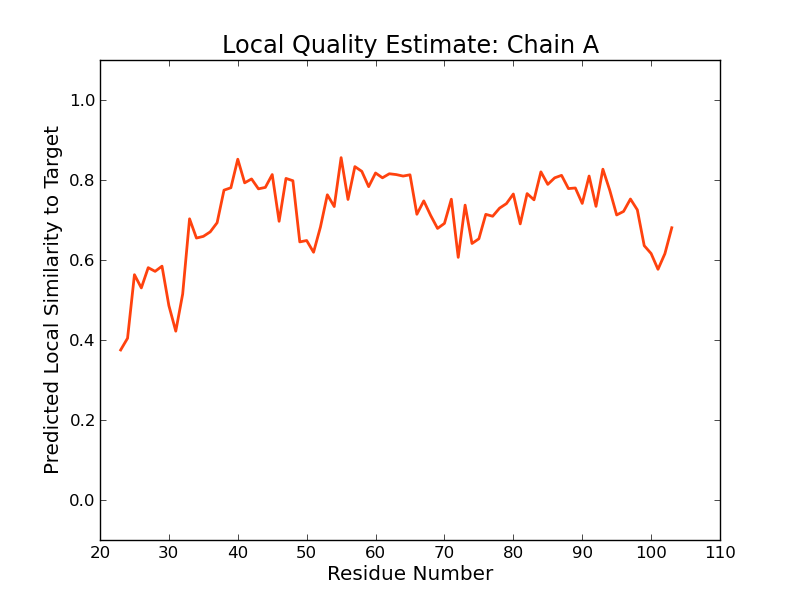 Local Quality Estimate: Chain A
Predicted Local Similarity to Target
1.0
0.8
0.6
0.4
0.2
0.0
20 30 40 50 60 70 80 90 100 110
Residue Number